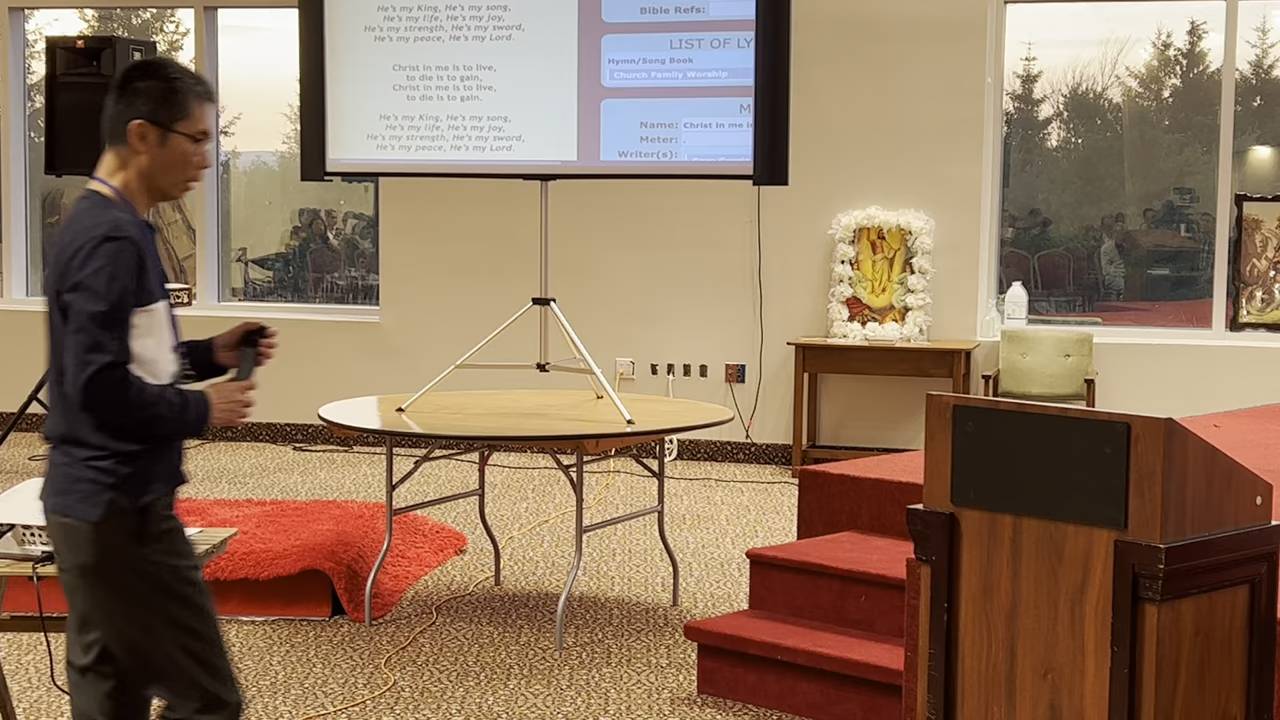 He's my King, He's my song,
He's my life, He's my joy,
He's my strength, He's my sword,
He's my peace, He's my Lord.
Christ in me is to live,
to die is to gain,
Christ in me is to live,
to die is to gain.
He's my King, He's my song,
He's my life, He's my joy,
He's my strength, He's my sword,
He's my peace, He's my Lord.
Bible Refs:
LIST OF LY
Hymn/Song Book
Church Family Worship
M
Name: Christ in me i
Meter: .
Writer(s):